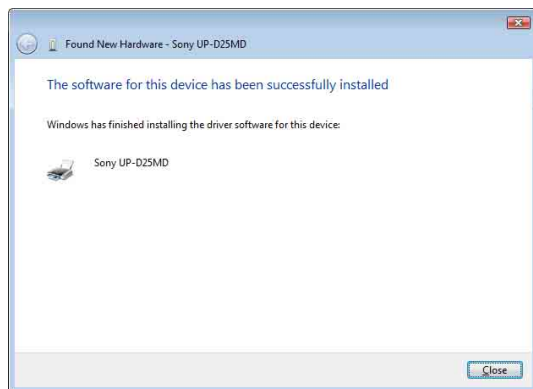 Found New Hardware - Sony UP-D25MD
The software for this device has been successfully installed
Windows has finished installing the driver software for this device:
Sony UP-D25MD
Close